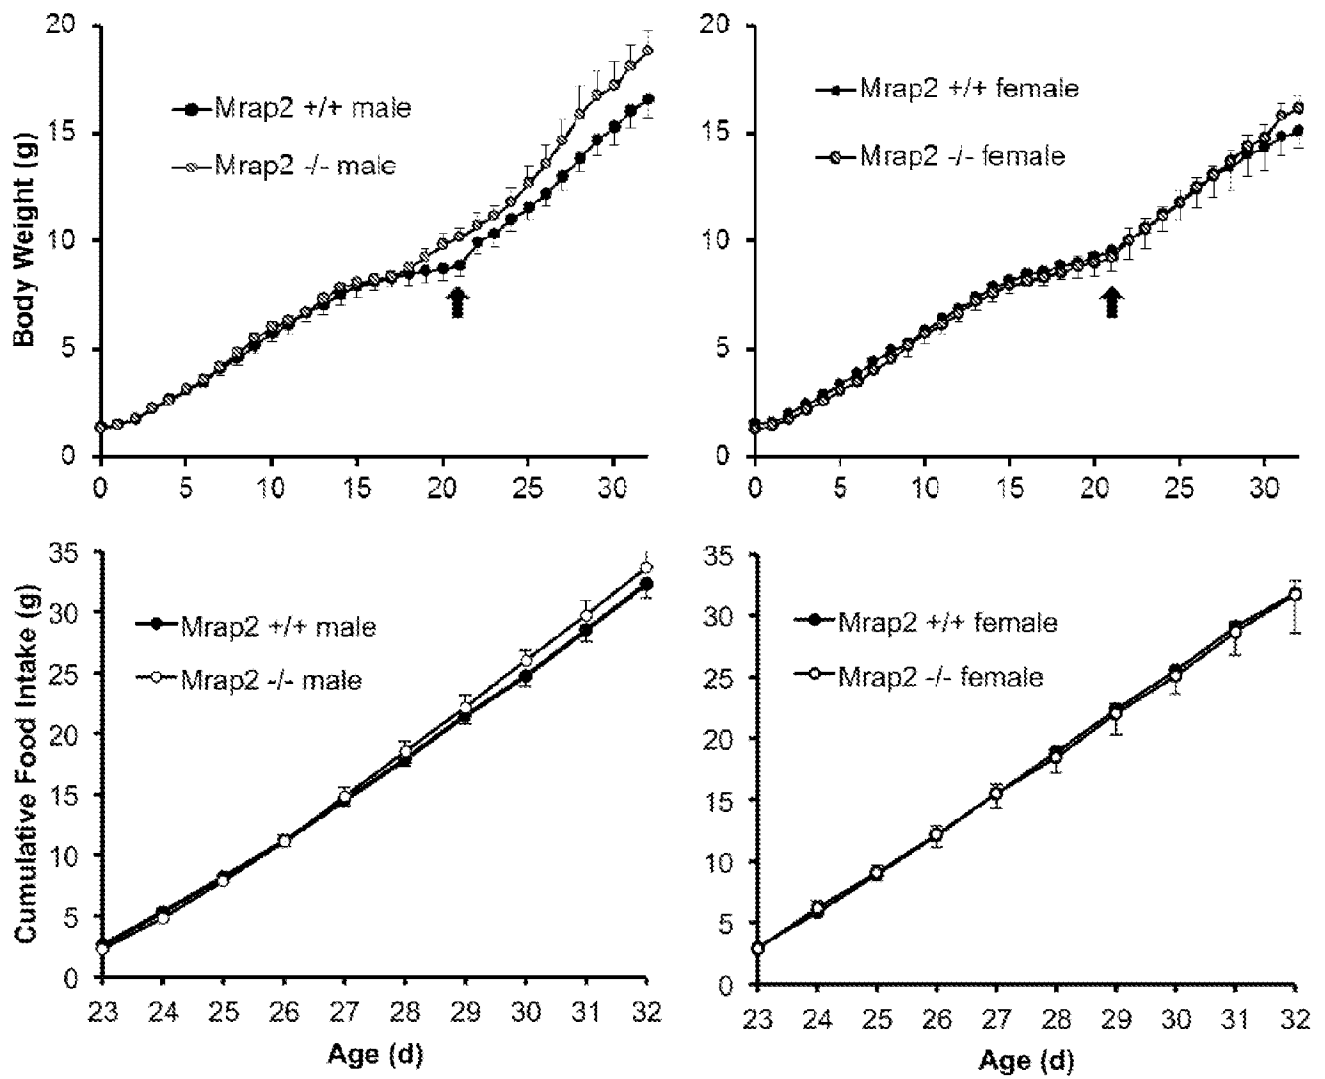 20
15
10
5
0
Body Weight (g)
Mrap2 +/+ male
Mrap2 -/- male
0 5 10 15 20 25 30
20
15
10
5
0
Mrap2 +/+ female
Mrap2 -/- female
0 5 10 15 20 25 30
35
30
25
20
15
10
5
0
Cumulative Food Intake (g)
Mrap2 +/+ male
Mrap2 -/- male
23 24 25 26 27 28 29 30 31 32
Age (d)
35
30
25
20
15
10
5
0
Mrap2 +/+ female
Mrap2 -/- female
23 24 25 26 27 28 29 30 31 32
Age (d)